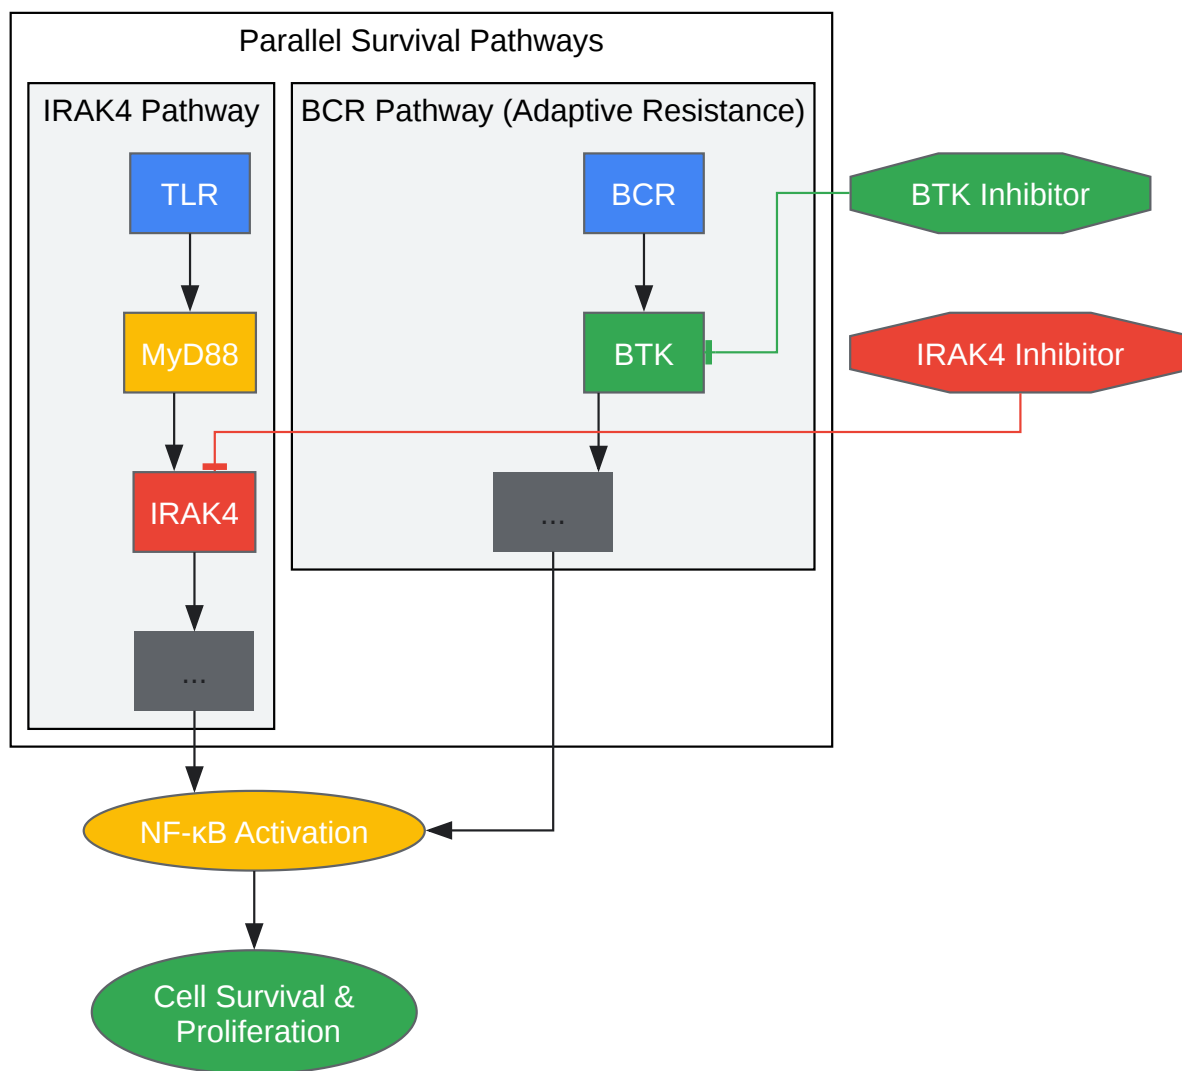 Parallel Survival Pathways
IRAK4 Pathway
BCR Pathway (Adaptive Resistance)
TLR
BCR
BTK Inhibitor
MyD88
BTK
IRAK4 Inhibitor
IRAK4
...
...
NF-κB Activation
Cell Survival &
Proliferation